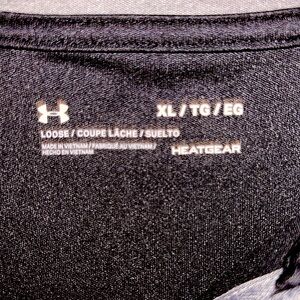 XL / TG / EG
LOOSE / COUPE LÂCHE / SUELTO
MADE IN VIETNAM / FABRIQUÉ AU VIETNAM /
HECHO EN VIETNAM
HEATGEAR